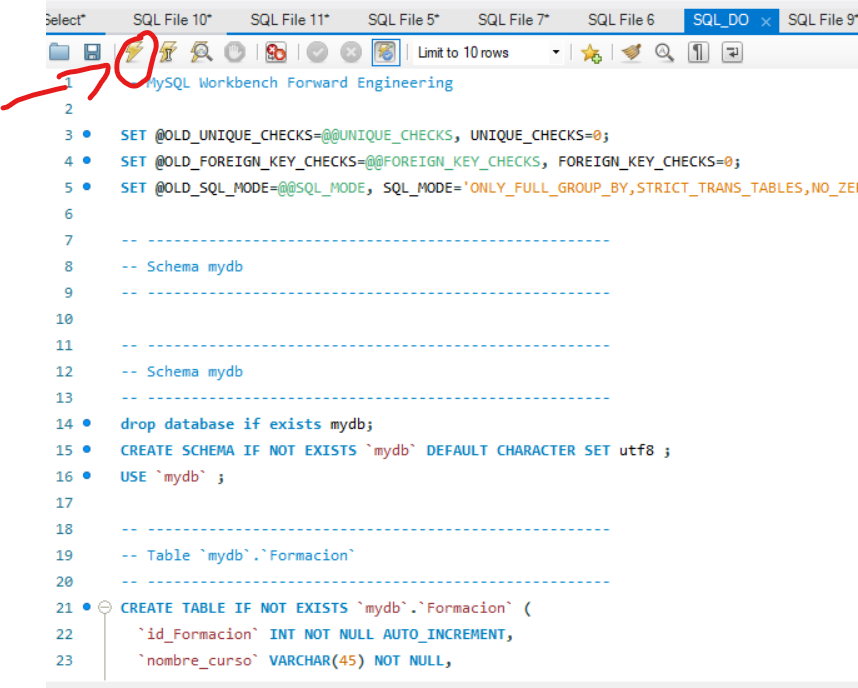 Select* SQL File 10* SQL File 11* SQL File 5* SQL File 7* SQL File 6 SQL_DO × SQL File 9*
Limit to 10 rows
1 MySQL Workbench Forward Engineering
2
3 SET @OLD_UNIQUE_CHECKS=@@UNIQUE_CHECKS, UNIQUE_CHECKS=0;
4 SET @OLD_FOREIGN_KEY_CHECKS=@@FOREIGN_KEY_CHECKS, FOREIGN_KEY_CHECKS=0;
5 SET @OLD_SQL_MODE=@@SQL_MODE, SQL_MODE='ONLY_FULL_GROUP_BY,STRICT_TRANS_TABLES,NO_ZE
6
7 -- -----------------------------------------------------
8 -- Schema mydb
9 -- -----------------------------------------------------
10
11 -- -----------------------------------------------------
12 -- Schema mydb
13 -- -----------------------------------------------------
14 drop database if exists mydb;
15 CREATE SCHEMA IF NOT EXISTS `mydb` DEFAULT CHARACTER SET utf8 ;
16 USE `mydb` ;
17
18 -- -----------------------------------------------------
19 -- Table `mydb`.`Formacion`
20 -- -----------------------------------------------------
21 CREATE TABLE IF NOT EXISTS `mydb`.`Formacion` (
22 `id_Formacion` INT NOT NULL AUTO_INCREMENT,
23 `nombre_curso` VARCHAR(45) NOT NULL,